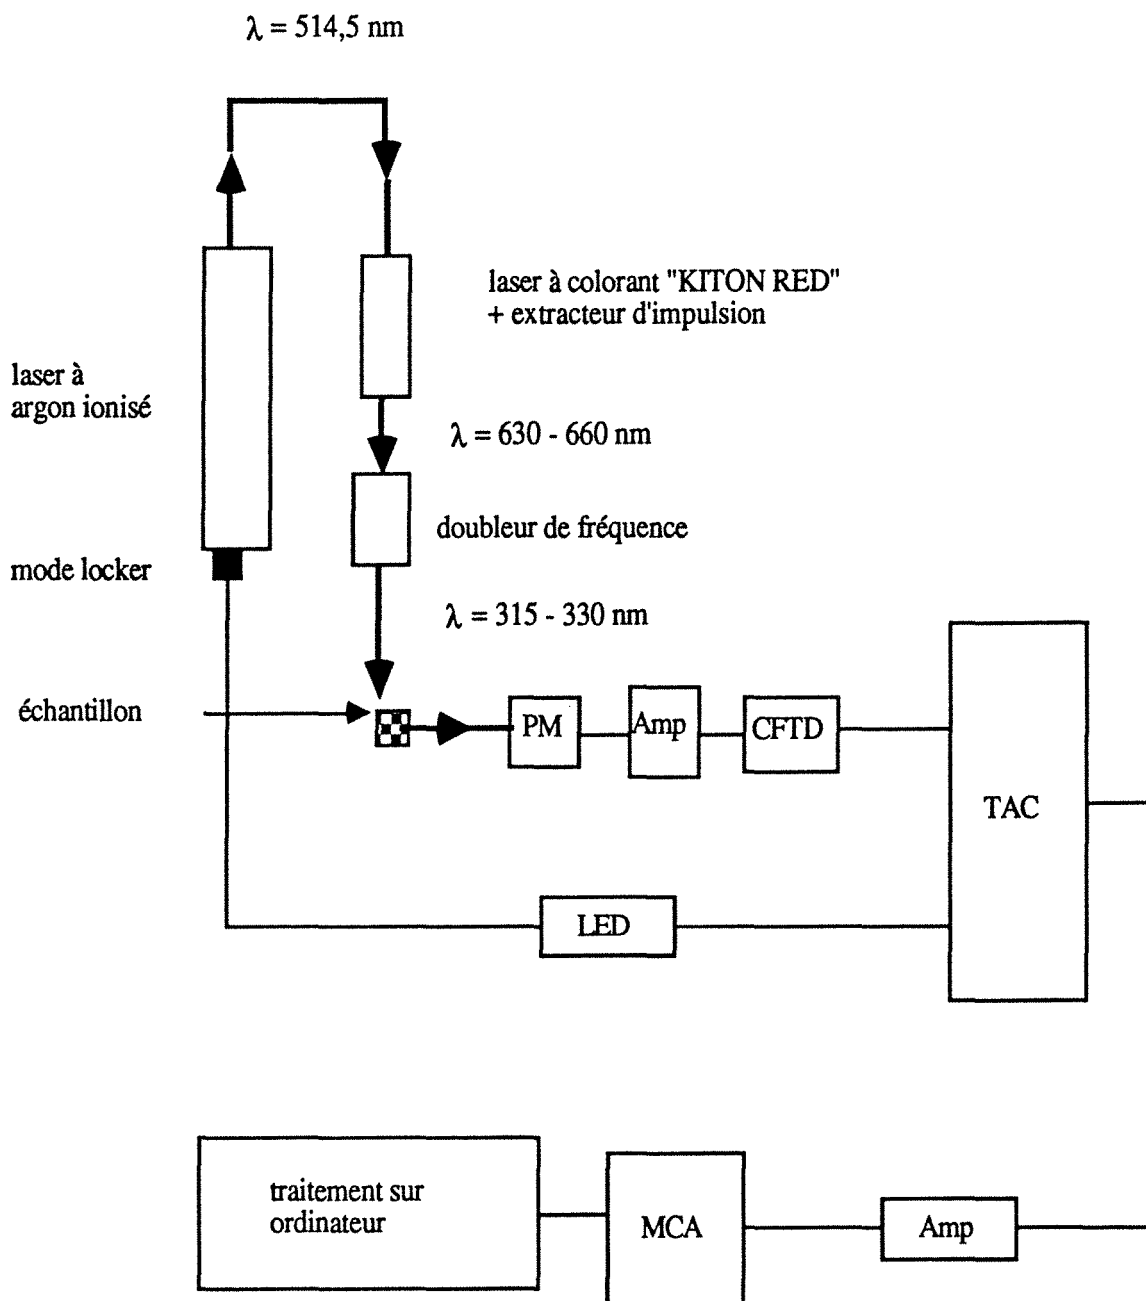 λ = 514,5 nm
laser à colorant "KITON RED"
+ extracteur d'impulsion
laser à
argon ionisé
λ = 630 - 660 nm
doubleur de fréquence
mode locker
λ = 315 - 330 nm
échantillon
PM
Amp
CFTD
TAC
LED
traitement sur
ordinateur
MCA
Amp